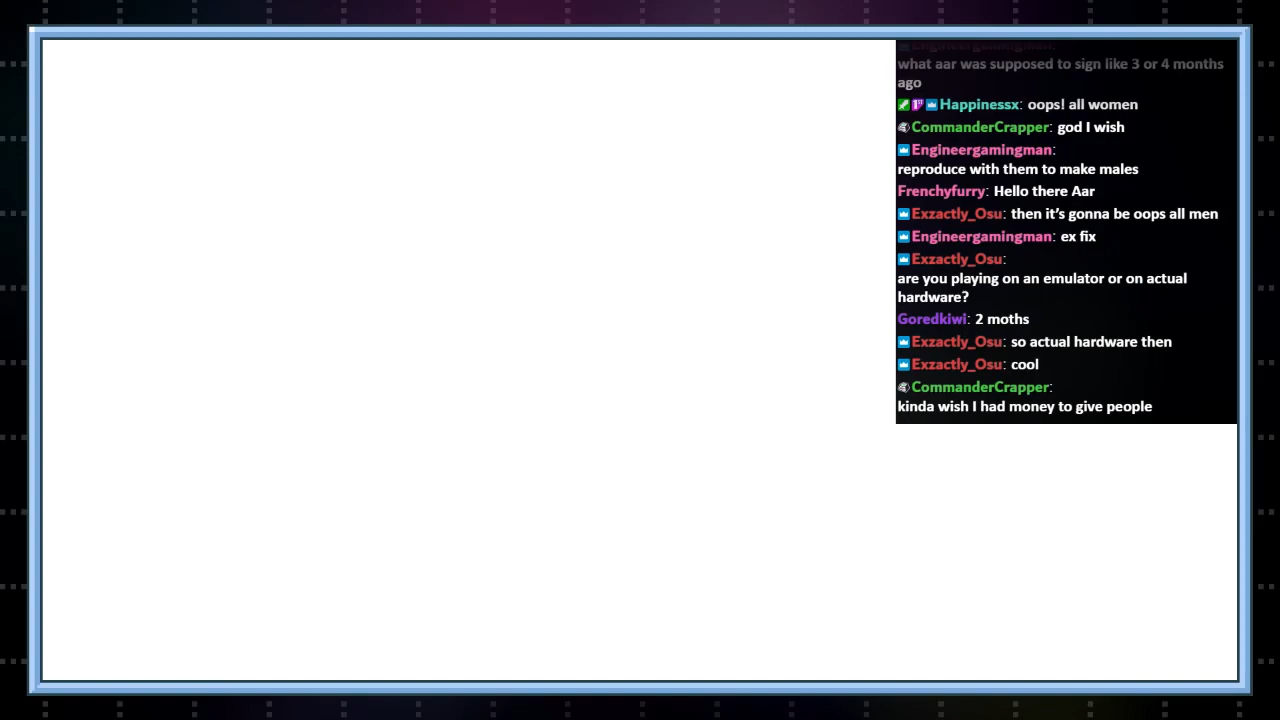 Engineergamingman:
what aar was supposed to sign like 3 or 4 months
ago
Happinessx: oops! all women
CommanderCrapper: god I wish
Engineergamingman:
reproduce with them to make males
Frenchyfurry: Hello there Aar
Exzactly_Osu: then it’s gonna be oops all men
Engineergamingman: ex fix
Exzactly_Osu:
are you playing on an emulator or on actual
hardware?
Goredkiwi: 2 moths
Exzactly_Osu: so actual hardware then
Exzactly_Osu: cool
CommanderCrapper:
kinda wish I had money to give people